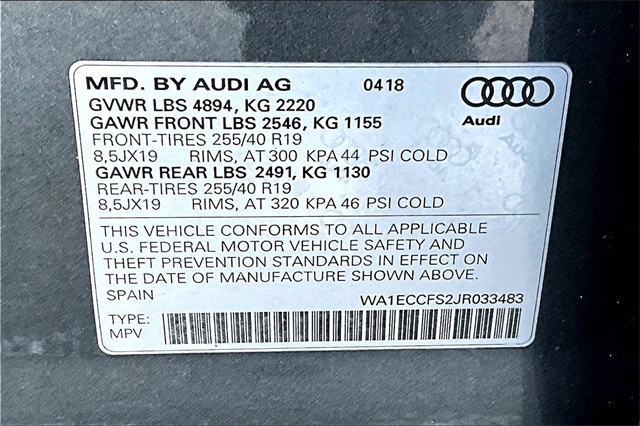 MFD. BY AUDI AG 0418
GVWR LBS 4894, KG 2220
GAWR FRONT LBS 2546, KG 1155
Audi
FRONT-TIRES 255/40 R19
8,5JX19 RIMS, AT 300 KPA 44 PSI COLD
GAWR REAR LBS 2491, KG 1130
REAR-TIRES 255/40 R19
8,5JX19 RIMS, AT 320 KPA 46 PSI COLD
THIS VEHICLE CONFORMS TO ALL APPLICABLE
U.S. FEDERAL MOTOR VEHICLE SAFETY AND
THEFT PREVENTION STANDARDS IN EFFECT ON
THE DATE OF MANUFACTURE SHOWN ABOVE.
SPAIN WA1ECCFS2JR033483
TYPE:
MPV